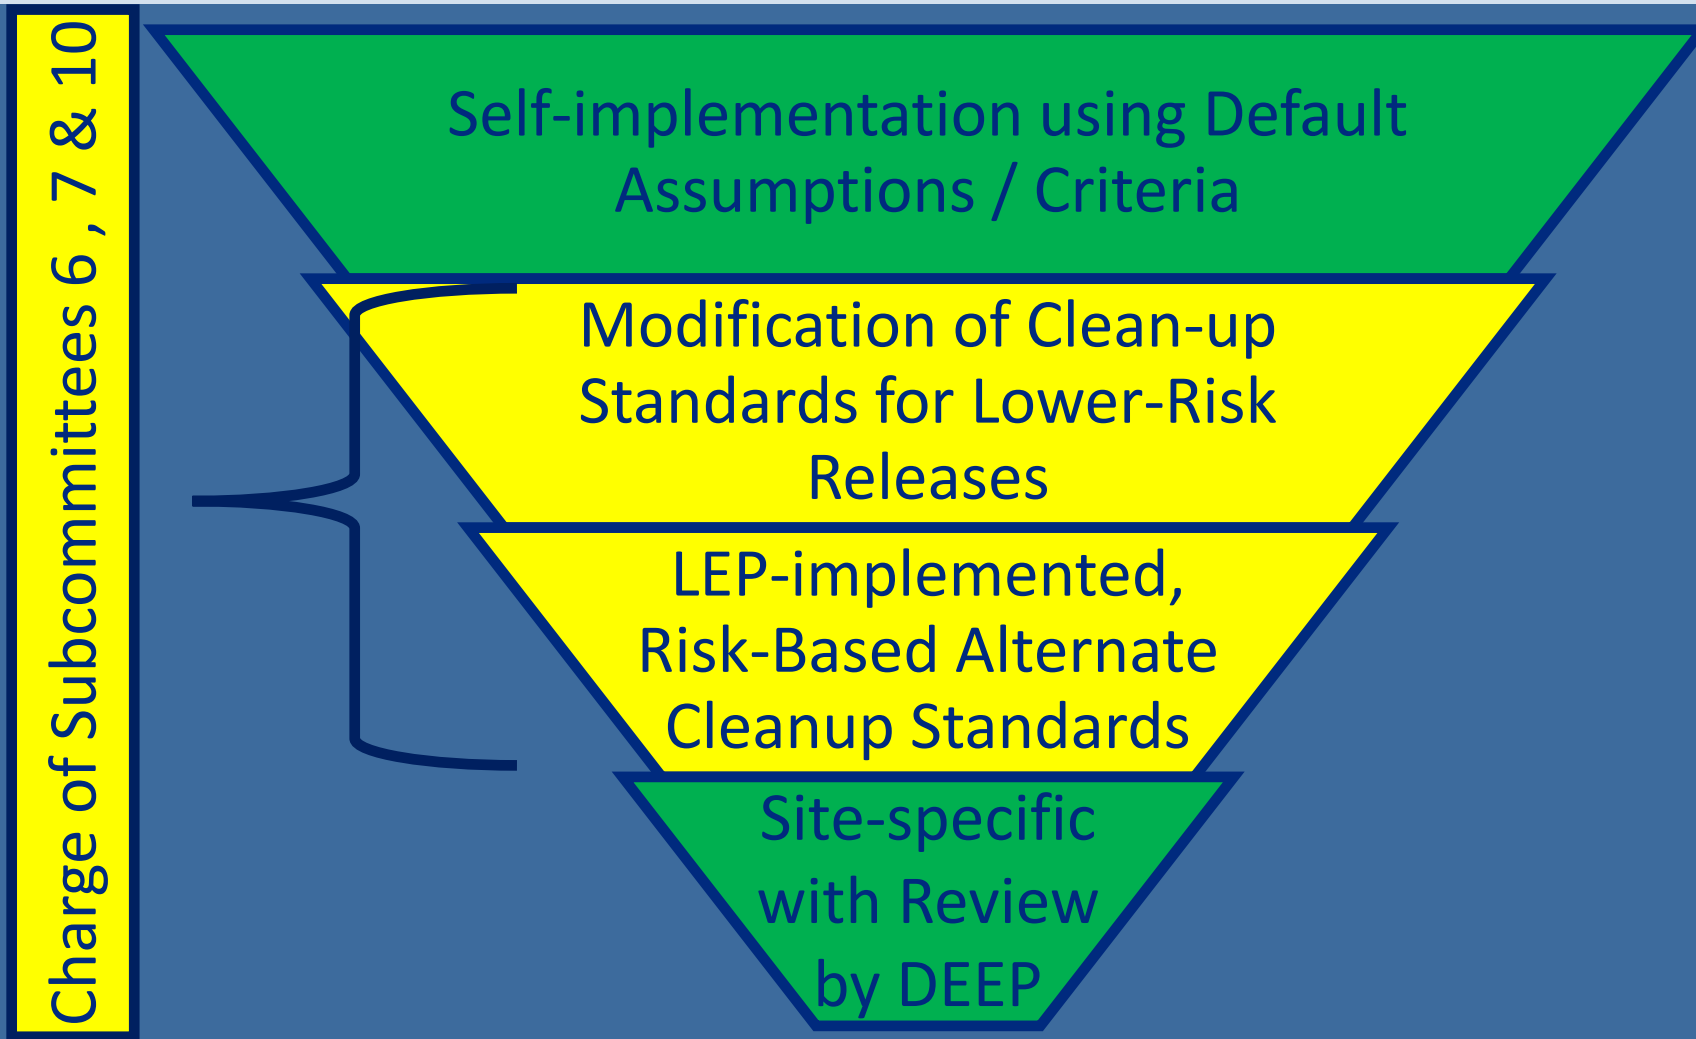 Charge of Subcommittees 6 , 7 & 10
Self-implementation using Default
Assumptions / Criteria
Modification of Clean-up
Standards for Lower-Risk
Releases
LEP-implemented,
Risk-Based Alternate
Cleanup Standards
Site-specific
with Review
by DEEP